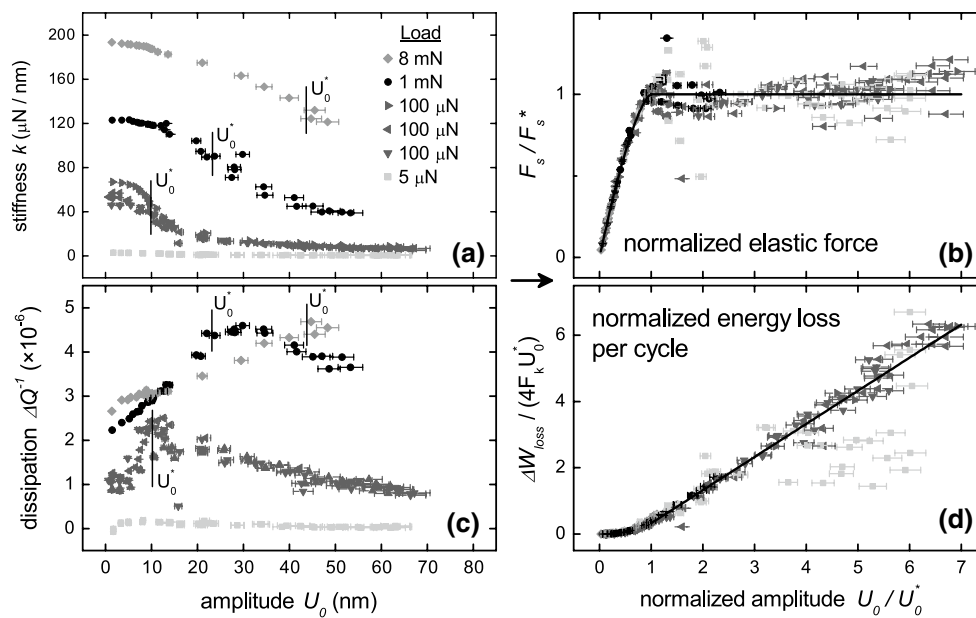 200
160
120
80
40
0
stiffness k (µN / nm)
Load
8 mN
1 mN
100 µN
100 µN
100 µN
5 µN
U0*
U0*
U0*
(a)
1
0
Fs / Fs*
normalized elastic force
(b)
6
5
4
3
2
1
0
dissipation ΔQ⁻¹ (×10⁻⁶)
U0*
U0*
U0*
(c)
0 10 20 30 40 50 60 70 80
amplitude U0 (nm)
6
4
2
0
ΔWloss / (4FkU0*)
normalized energy loss
per cycle
(d)
0 1 2 3 4 5 6 7
normalized amplitude U0 / U0*